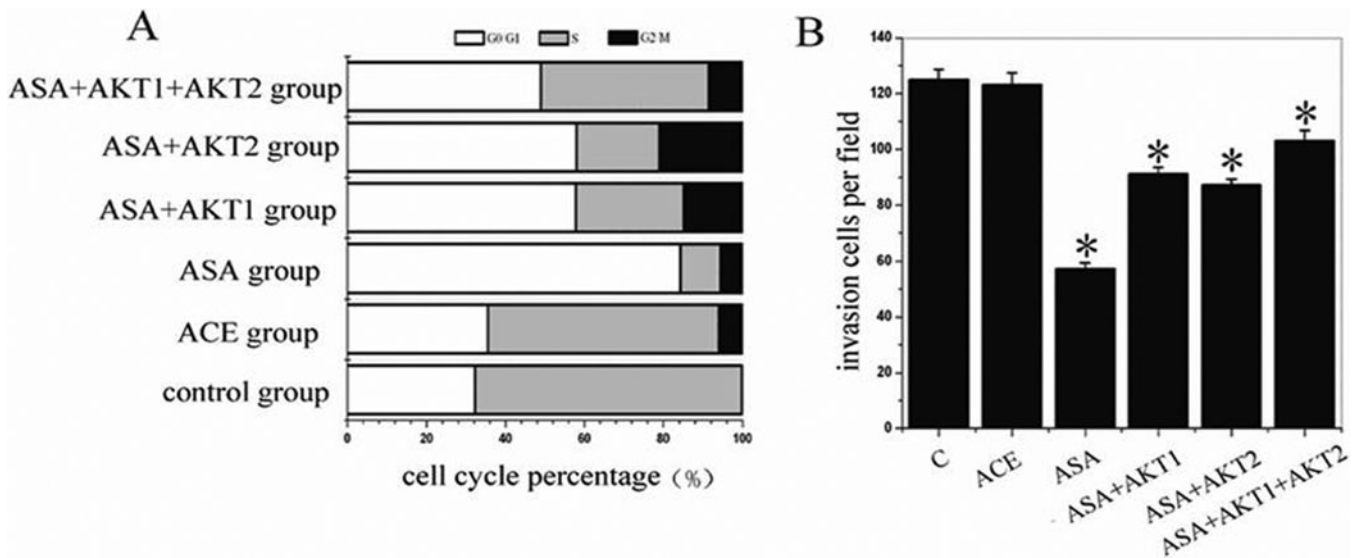 A
G0 G1 S G2 M
ASA+AKT1+AKT2 group
ASA+AKT2 group
ASA+AKT1 group
ASA group
ACE group
control group
0 20 40 60 80 100
cell cycle percentage（%）
B
140
120
100
80
60
40
20
0
invasion cells per field
*
*
*
*
C
ACE
ASA
ASA+AKT1
ASA+AKT2
ASA+AKT1+AKT2